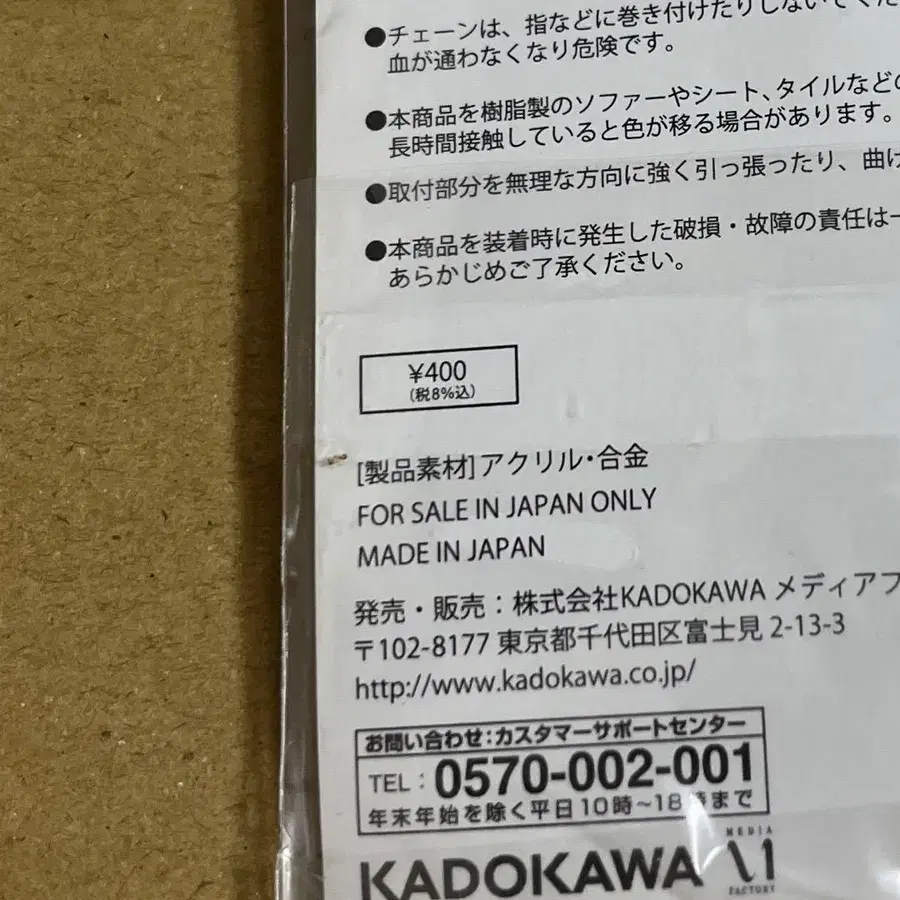 ●チェーンは、指などに巻き付けたりしないでくだ
血が通わなくなり危険です。
●本商品を樹脂製のソファーやシート、タイルなどの
長時間接触していると色が移る場合があります。
●取付部分を無理な方向に強く引っ張ったり、曲げ
●本商品を装着時に発生した破損・故障の責任は一
あらかじめご了承ください。
¥400
(税8%込)
[製品素材]アクリル・合金
FOR SALE IN JAPAN ONLY
MADE IN JAPAN
発売・販売：株式会社KADOKAWA メディアフ
〒102-8177 東京都千代田区富士見 2-13-3
http://www.kadokawa.co.jp/
お問い合わせ：カスタマーサポートセンター
TEL：0570-002-001
年末年始を除く平日10時～18時まで
KADOKAWA MEDIA FACTORY